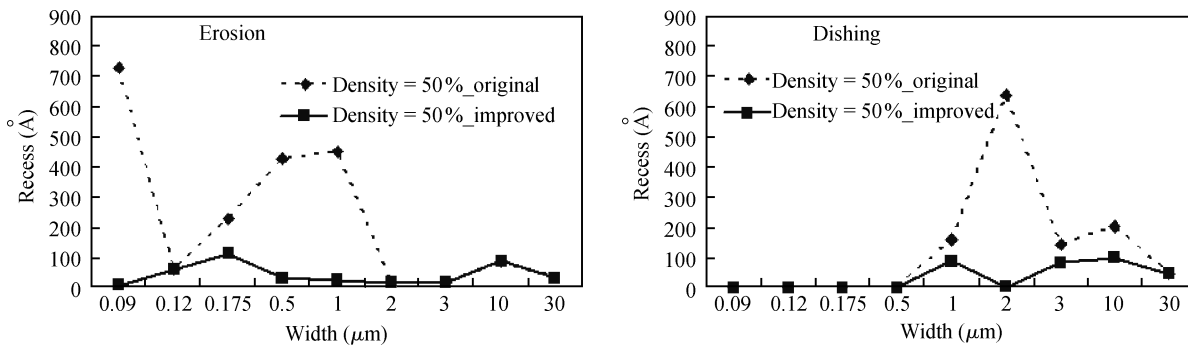 Erosion
900
800
700
600
500
400
300
200
100
0
Recess (Å)
Density = 50%_original
Density = 50%_improved
0.09 0.12 0.175 0.5 1 2 3 10 30
Width (μm)
Dishing
900
800
700
600
500
400
300
200
100
0
Recess (Å)
Density = 50%_original
Density = 50%_improved
0.09 0.12 0.175 0.5 1 2 3 10 30
Width (μm)